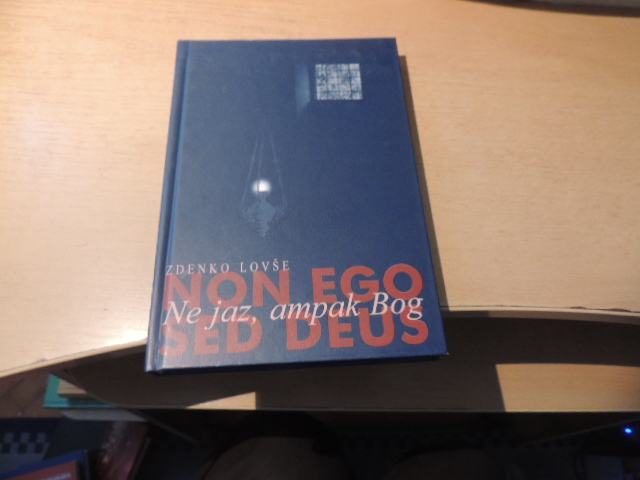 ZDENKO LOVŠE
NON EGO
Ne jaz, ampak Bog
SED DEUS